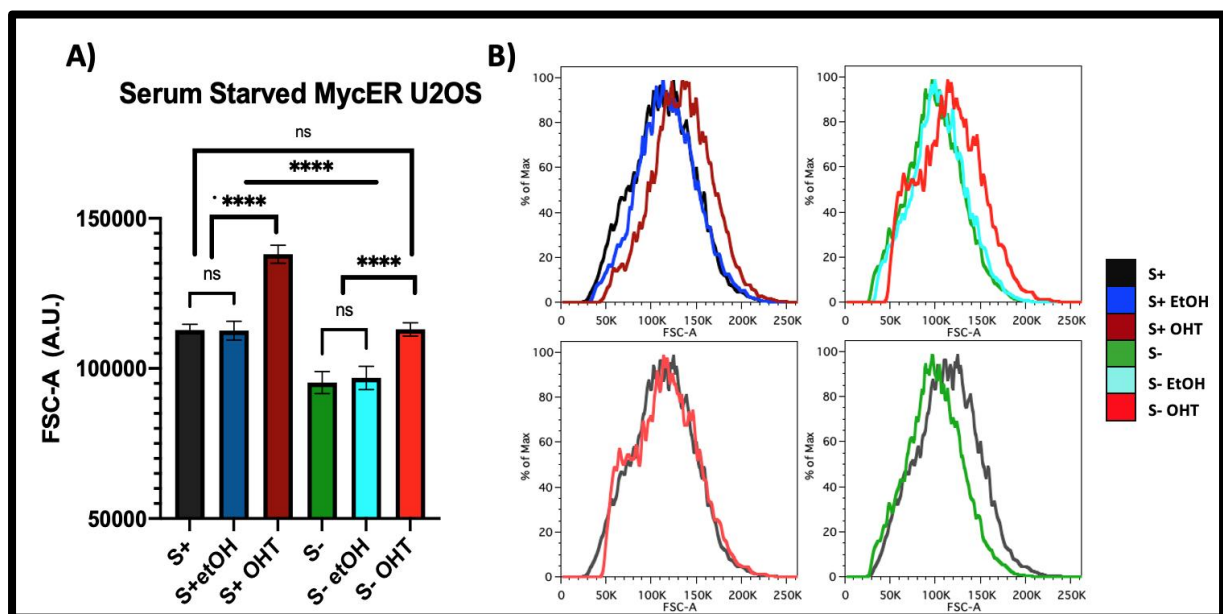 A)
Serum Starved MycER U2OS
ns
****
****
ns
****
ns
150000
100000
50000
FSC-A (A.U.)
S+
S+etOH
S+ OHT
S-
S- etOH
S- OHT
B)
100
80
60
40
20
0
% of Max
0 50K 100K 150K 200K 250K
FSC-A
100
80
60
40
20
0
% of Max
0 50K 100K 150K 200K 250K
FSC-A
100
80
60
40
20
0
% of Max
0 50K 100K 150K 200K 250K
FSC-A
100
80
60
40
20
0
% of Max
0 50K 100K 150K 200K 250K
FSC-A
S+
S+ EtOH
S+ OHT
S-
S- EtOH
S- OHT